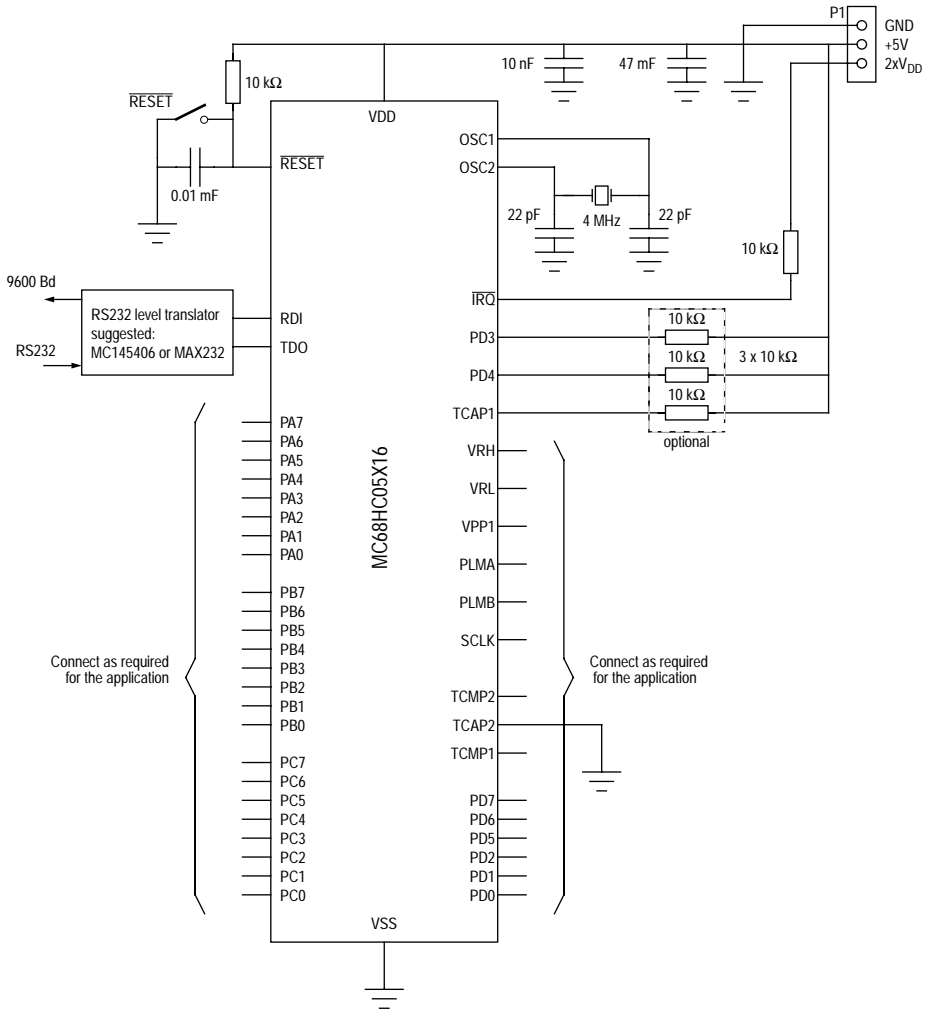 P1
GND
+5V
2xVDD
10 nF
47 mF
10 kΩ
RESET
0.01 mF
VDD
RESET
OSC1
OSC2
22 pF
4 MHz
22 pF
10 kΩ
9600 Bd
RS232
RS232 level translator
suggested:
MC145406 or MAX232
RDI
TDO
IRQ
PD3
PD4
TCAP1
10 kΩ
10 kΩ
10 kΩ
3 x 10 kΩ
optional
MC68HC05X16
PA7
PA6
PA5
PA4
PA3
PA2
PA1
PA0
PB7
PB6
PB5
PB4
PB3
PB2
PB1
PB0
PC7
PC6
PC5
PC4
PC3
PC2
PC1
PC0
Connect as required
for the application
VRH
VRL
VPP1
PLMA
PLMB
SCLK
TCMP2
TCAP2
TCMP1
PD7
PD6
PD5
PD2
PD1
PD0
Connect as required
for the application
VSS